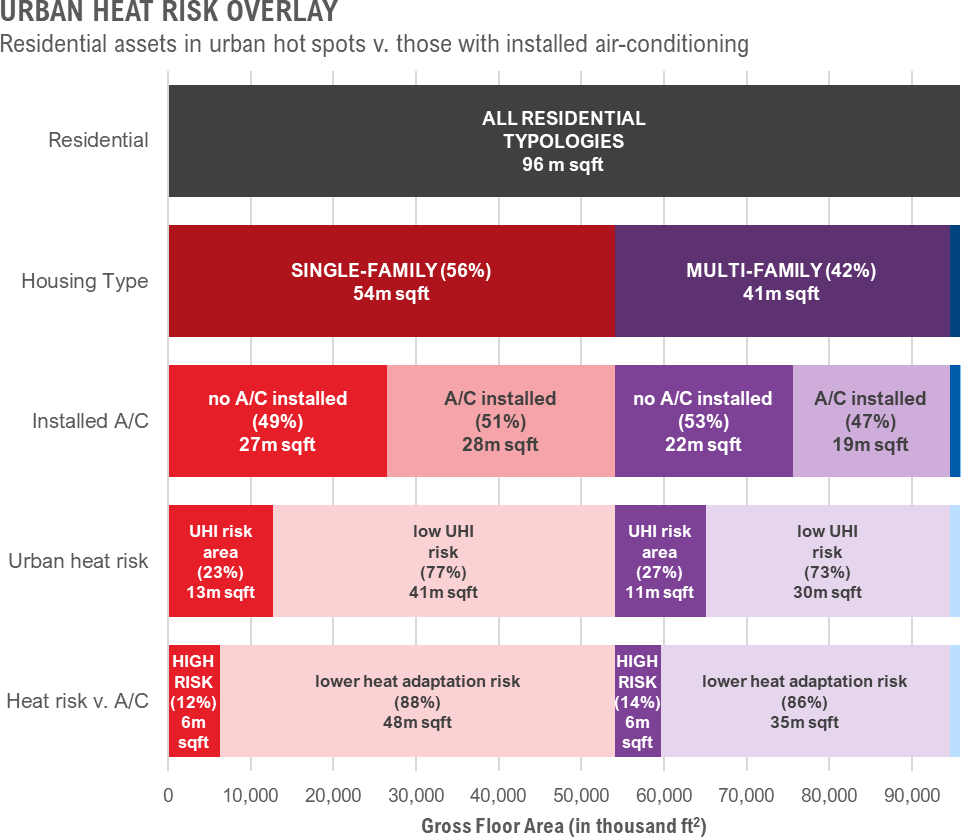 URBAN HEAT RISK OVERLAY
Residential assets in urban hot spots v. those with installed air-conditioning
Residential
ALL RESIDENTIAL
TYPOLOGIES
96 m sqft
Housing Type
SINGLE-FAMILY (56%)
54m sqft
MULTI-FAMILY (42%)
41m sqft
Installed A/C
no A/C installed
(49%)
27m sqft
A/C installed
(51%)
28m sqft
no A/C installed
(53%)
22m sqft
A/C installed
(47%)
19m sqft
Urban heat risk
UHI risk
area
(23%)
13m sqft
low UHI
risk
(77%)
41m sqft
UHI risk
area
(27%)
11m sqft
low UHI
risk
(73%)
30m sqft
Heat risk v. A/C
HIGH
RISK
(12%)
6m
sqft
lower heat adaptation risk
(88%)
48m sqft
HIGH
RISK
(14%)
6m
sqft
lower heat adaptation risk
(86%)
35m sqft
0 10,000 20,000 30,000 40,000 50,000 60,000 70,000 80,000 90,000
Gross Floor Area (in thousand ft²)